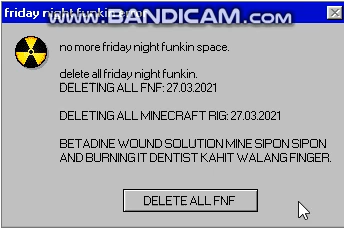 friday night funkin error
www.BANDICAM.com
no more friday night funkin space.
delete all friday night funkin.
DELETING ALL FNF: 27.03.2021
DELETING ALL MINECRAFT RIG: 27.03.2021
BETADINE WOUND SOLUTION MINE SIPON SIPON
AND BURNING IT DENTIST KAHIT WALANG FINGER.
DELETE ALL FNF